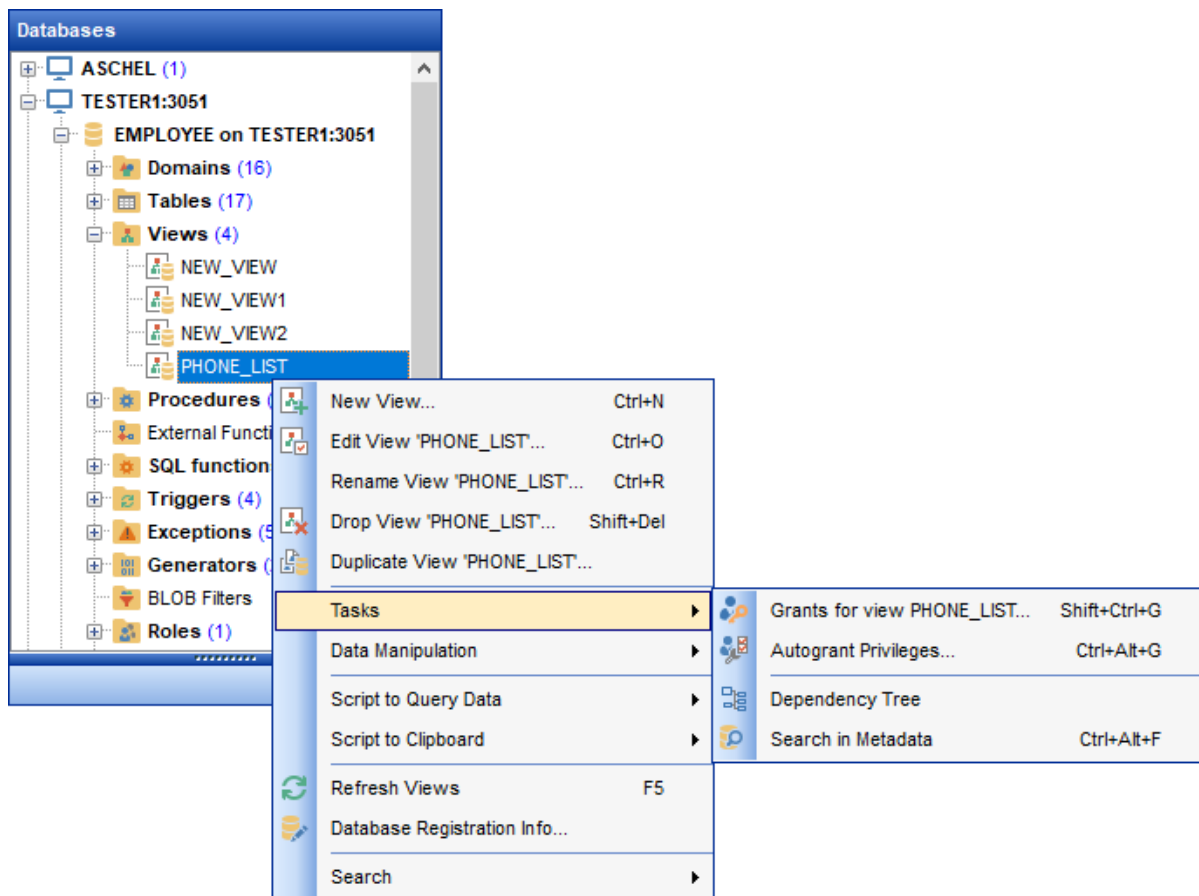 Databases
ASCHEL (1)
TESTER1:3051
EMPLOYEE on TESTER1:3051
Domains (16)
Tables (17)
Views (4)
NEW_VIEW
NEW_VIEW1
NEW_VIEW2
PHONE_LIST
Procedures (
External Functi
SQL function
Triggers (4)
Exceptions (5
Generators (
BLOB Filters
Roles (1)
New View... Ctrl+N
Edit View 'PHONE_LIST'... Ctrl+O
Rename View 'PHONE_LIST'... Ctrl+R
Drop View 'PHONE_LIST'... Shift+Del
Duplicate View 'PHONE_LIST'...
Tasks
Data Manipulation
Script to Query Data
Script to Clipboard
Refresh Views F5
Database Registration Info...
Search
Grants for view PHONE_LIST... Shift+Ctrl+G
Autogrant Privileges... Ctrl+Alt+G
Dependency Tree
Search in Metadata Ctrl+Alt+F